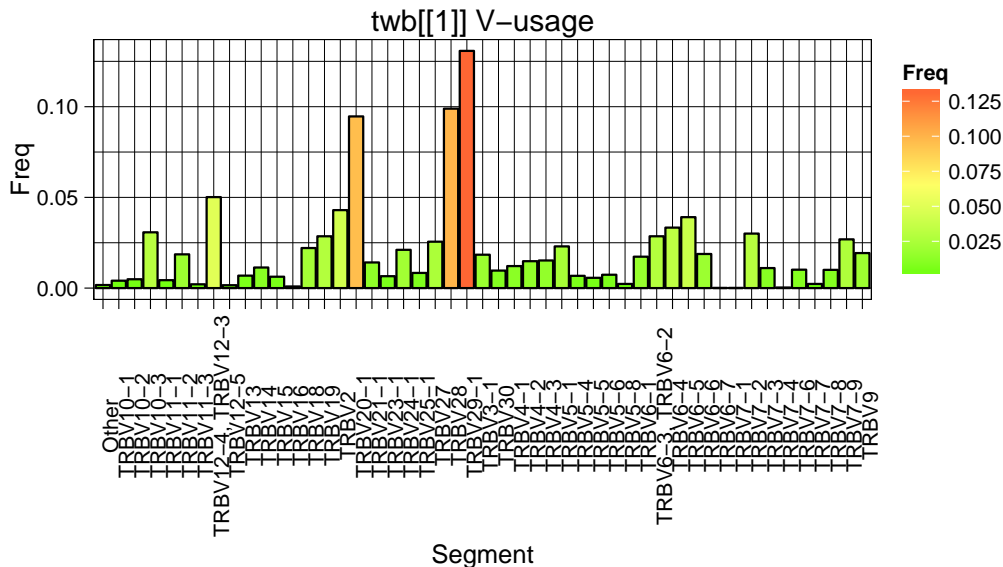 twb[[1]] V−usage
Freq
0.10
0.05
0.00
Other
TRBV10−1
TRBV10−2
TRBV10−3
TRBV11−1
TRBV11−2
TRBV11−3
TRBV12−4, TRBV12−3
TRBV12−5
TRBV13
TRBV14
TRBV15
TRBV16
TRBV18
TRBV19
TRBV2
TRBV20−1
TRBV21−1
TRBV23−1
TRBV24−1
TRBV25−1
TRBV27
TRBV28
TRBV29−1
TRBV3−1
TRBV30
TRBV4−1
TRBV4−2
TRBV4−3
TRBV5−1
TRBV5−4
TRBV5−5
TRBV5−6
TRBV5−8
TRBV6−1
TRBV6−3, TRBV6−2
TRBV6−4
TRBV6−5
TRBV6−6
TRBV6−7
TRBV7−1
TRBV7−2
TRBV7−3
TRBV7−4
TRBV7−6
TRBV7−7
TRBV7−8
TRBV7−9
TRBV9
Segment
Freq
0.125
0.100
0.075
0.050
0.025